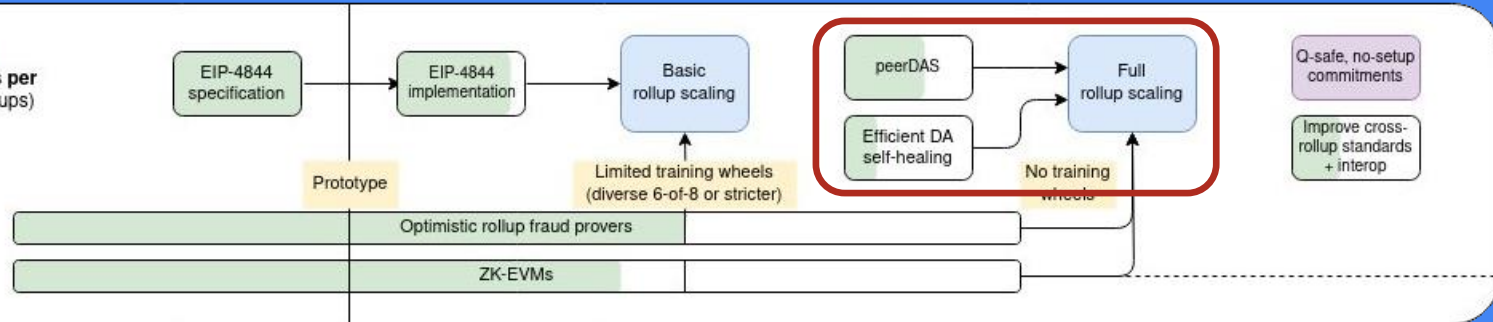 s per
ups)
EIP-4844
specification
EIP-4844
implementation
Basic
rollup scaling
peerDAS
Efficient DA
self-healing
Full
rollup scaling
Q-safe, no-setup
commitments
Improve cross-
rollup standards
+ interop
Prototype
Limited training wheels
(diverse 6-of-8 or stricter)
No training
wheels
Optimistic rollup fraud provers
ZK-EVMs